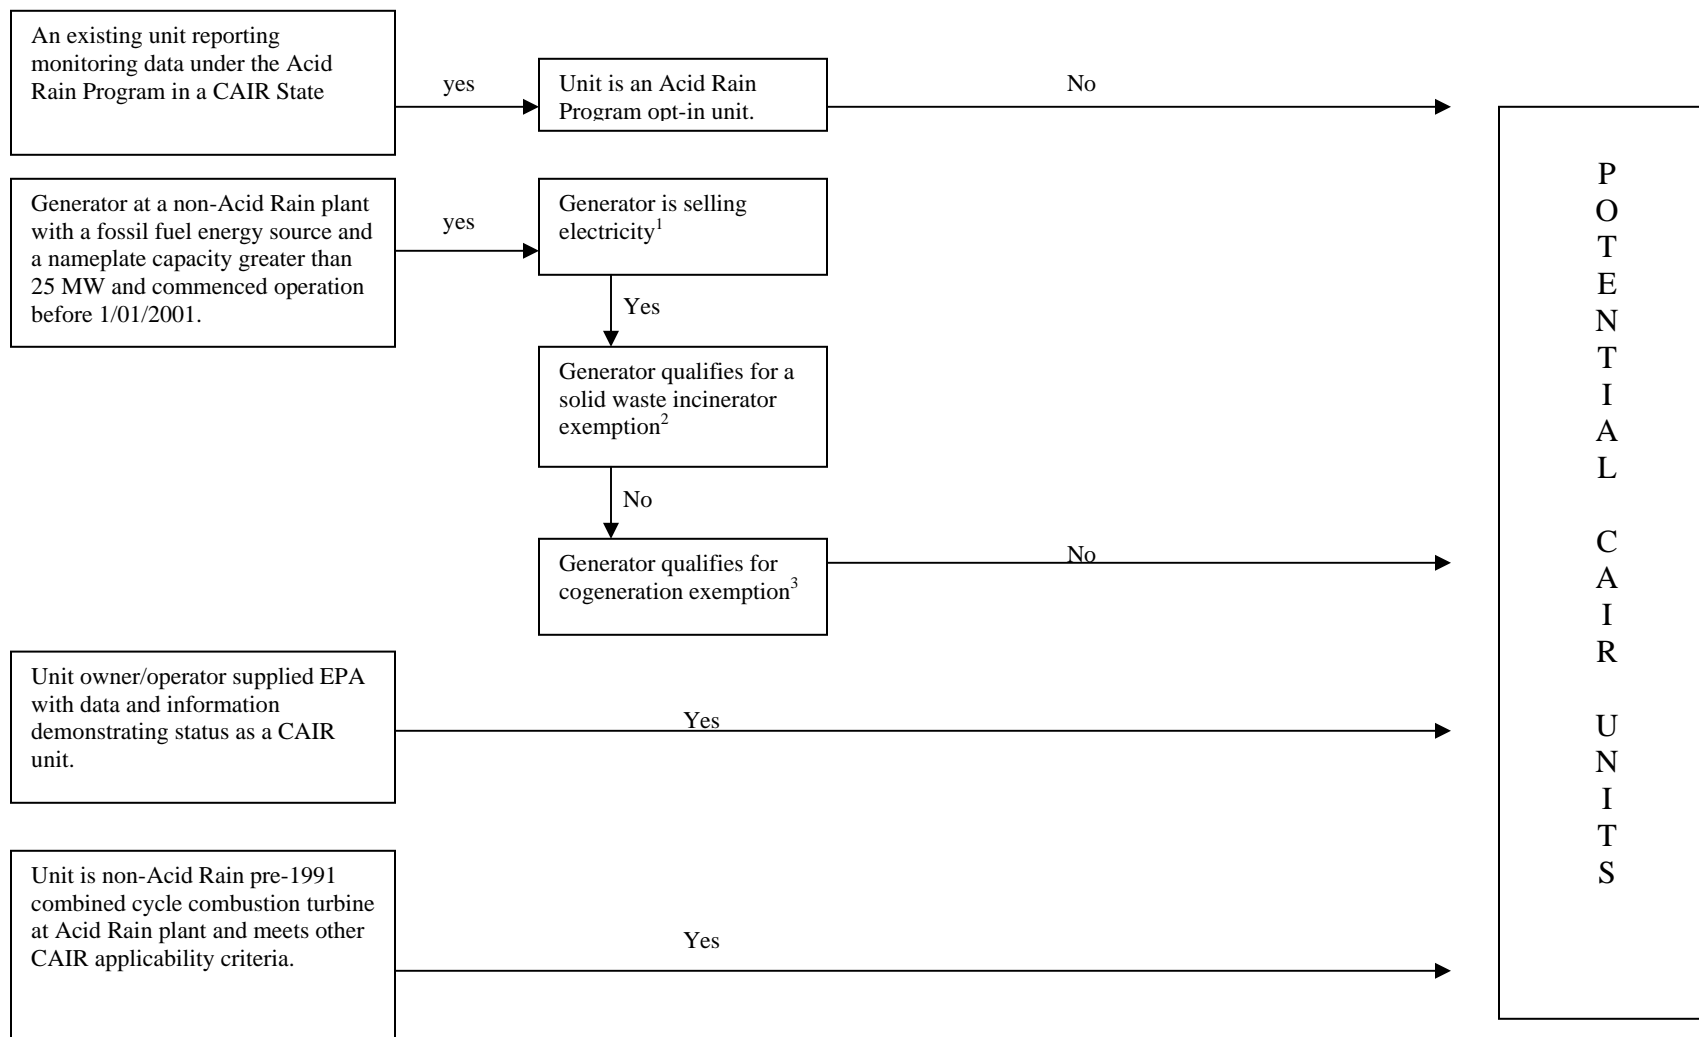 An existing unit reporting
monitoring data under the Acid
Rain Program in a CAIR State
yes
Unit is an Acid Rain
Program opt-in unit.
No
Generator at a non-Acid Rain plant
with a fossil fuel energy source and
a nameplate capacity greater than
25 MW and commenced operation
before 1/01/2001.
yes
Generator is selling
electricity1
Yes
Generator qualifies for a
solid waste incinerator
exemption2
No
Generator qualifies for
cogeneration exemption3
No
Unit owner/operator supplied EPA
with data and information
demonstrating status as a CAIR
unit.
Yes
Unit is non-Acid Rain pre-1991
combined cycle combustion turbine
at Acid Rain plant and meets other
CAIR applicability criteria.
Yes
P
O
T
E
N
T
I
A
L
C
A
I
R
U
N
I
T
S